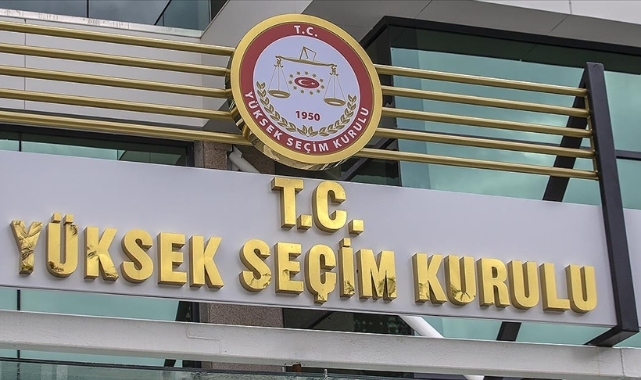 T.C.
1950
YÜKSEK SEÇİM KURULU
T.C.
YÜKSEK SEÇİM KURULU